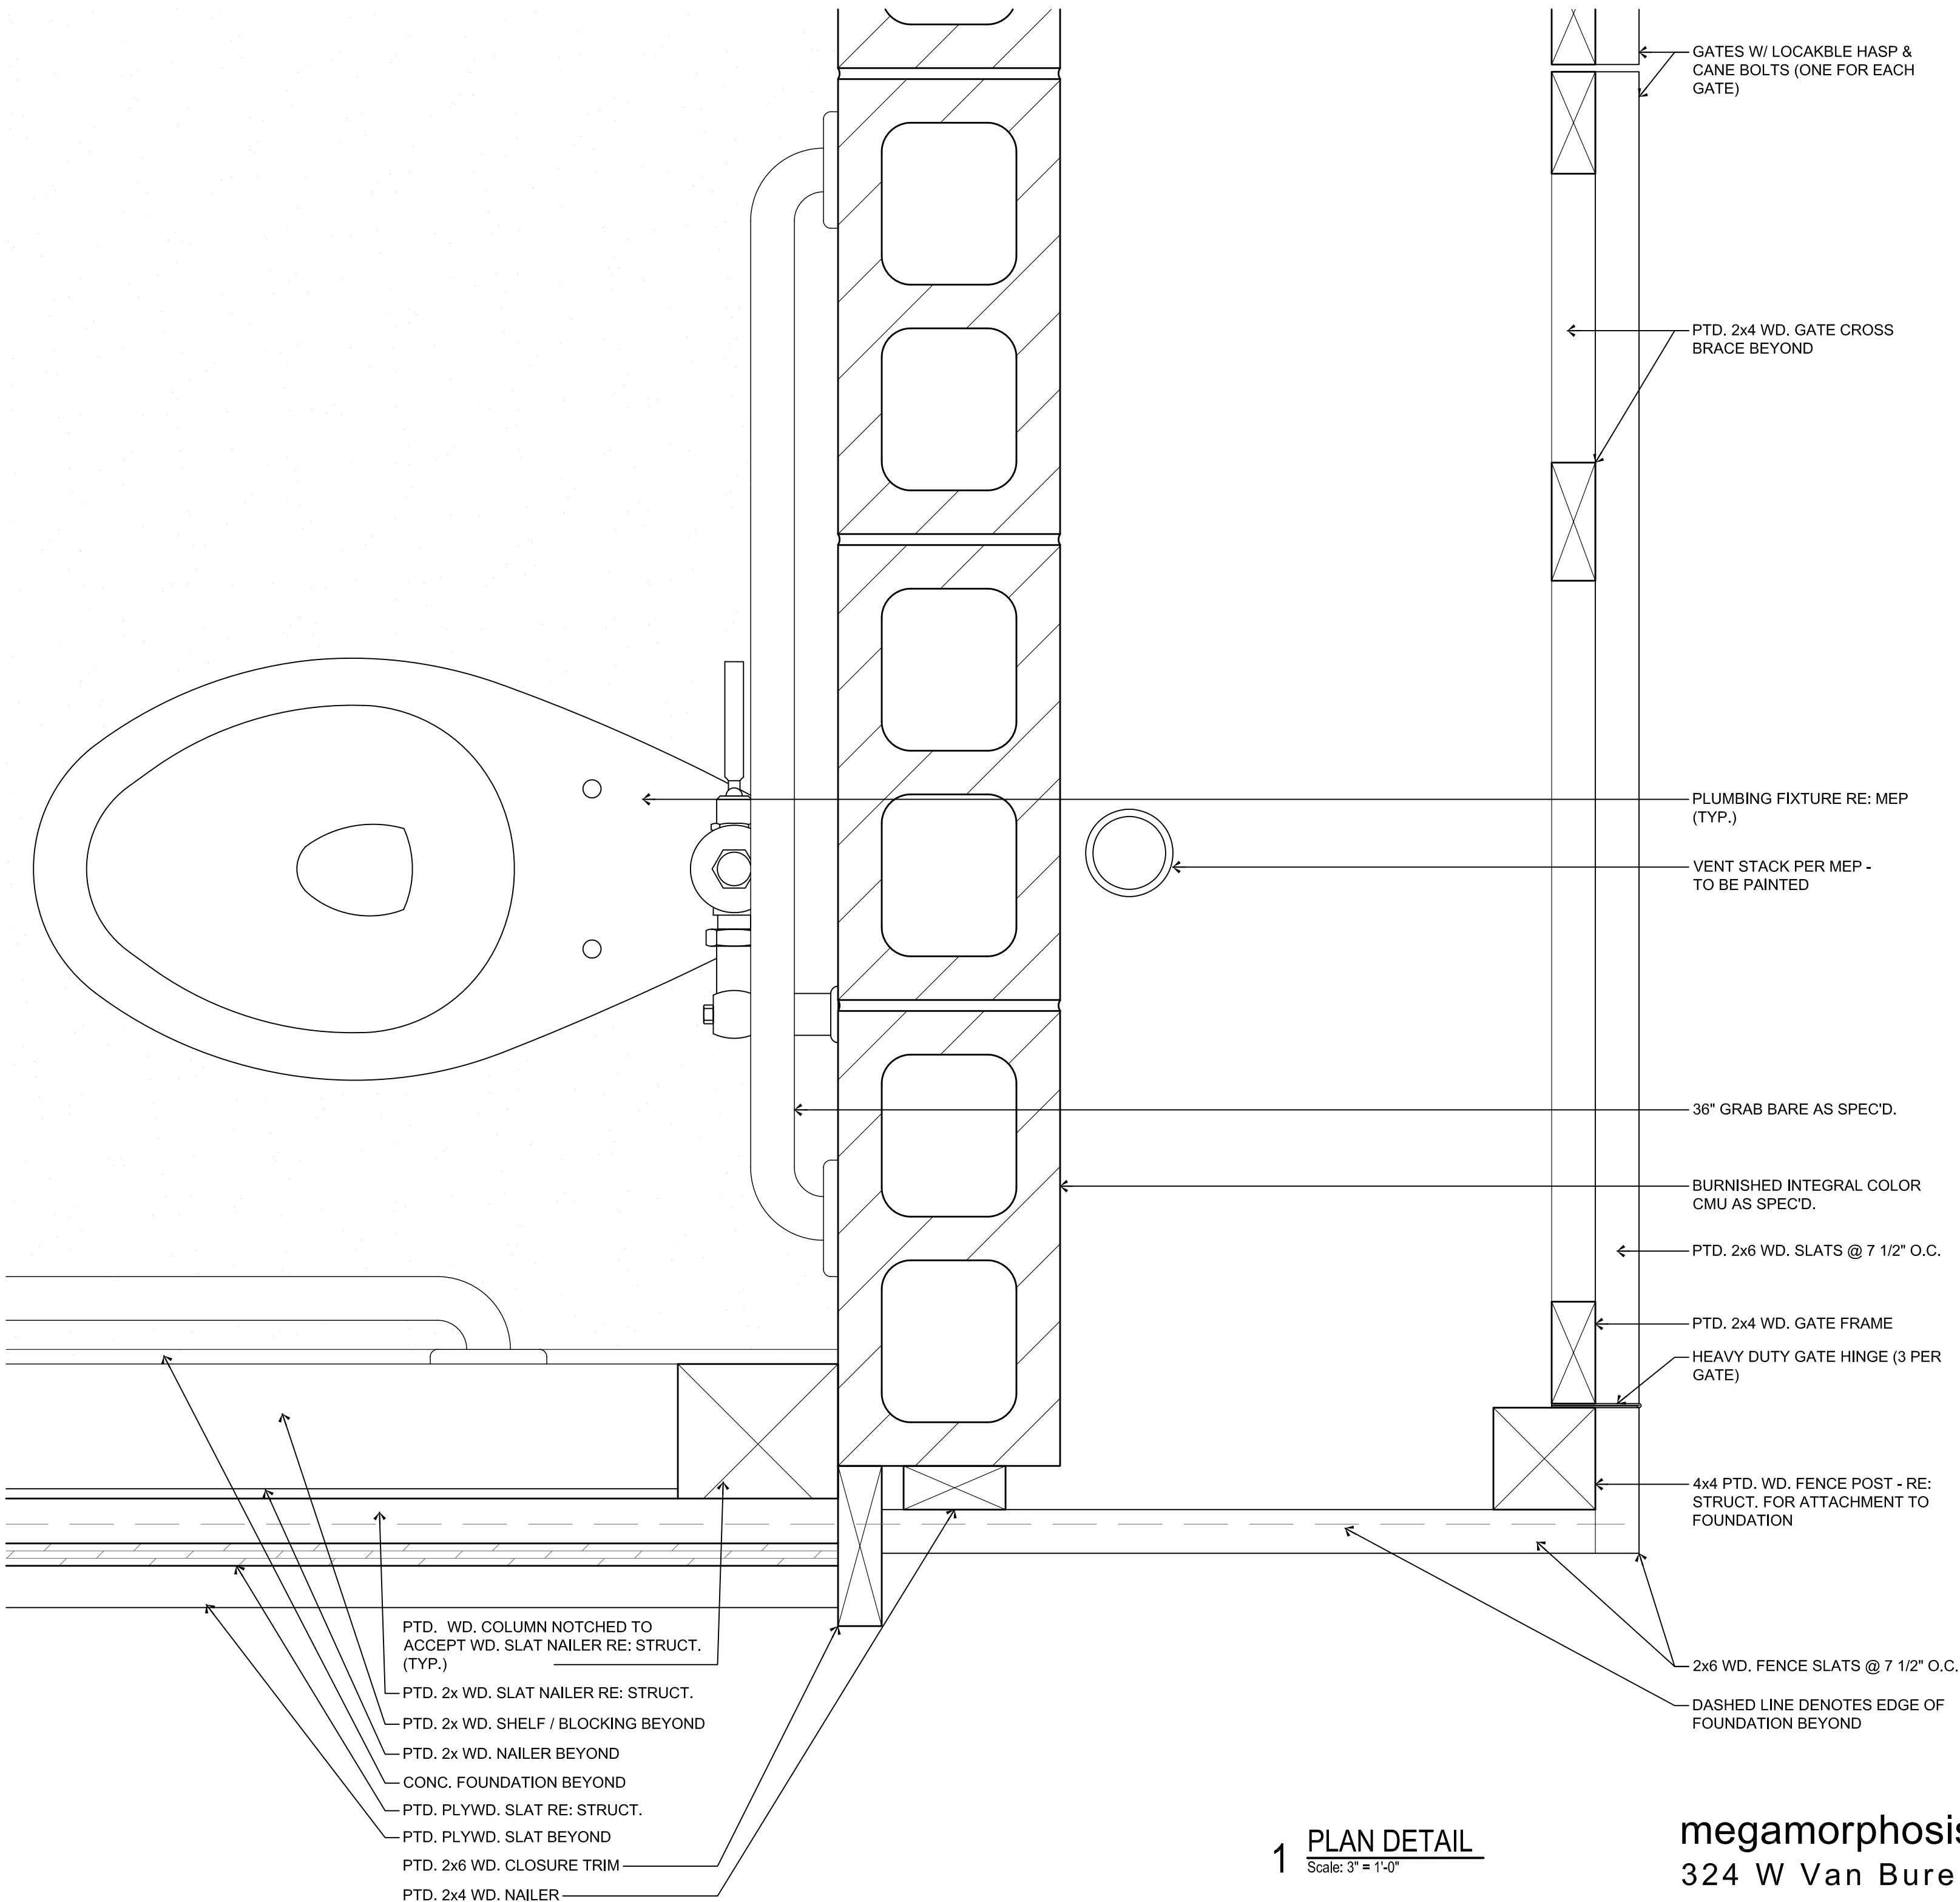 GATES W/ LOCAKBLE HASP &
CANE BOLTS (ONE FOR EACH
GATE)
PTD. 2x4 WD. GATE CROSS
BRACE BEYOND
PLUMBING FIXTURE RE: MEP
(TYP.)
VENT STACK PER MEP -
TO BE PAINTED
36" GRAB BARE AS SPEC'D.
BURNISHED INTEGRAL COLOR
CMU AS SPEC'D.
PTD. 2x6 WD. SLATS @ 7 1/2" O.C.
PTD. 2x4 WD. GATE FRAME
HEAVY DUTY GATE HINGE (3 PER
GATE)
4x4 PTD. WD. FENCE POST - RE:
STRUCT. FOR ATTACHMENT TO
FOUNDATION
2x6 WD. FENCE SLATS @ 7 1/2" O.C.
DASHED LINE DENOTES EDGE OF
FOUNDATION BEYOND
PTD. WD. COLUMN NOTCHED TO
ACCEPT WD. SLAT NAILER RE: STRUCT.
(TYP.)
PTD. 2x WD. SLAT NAILER RE: STRUCT.
PTD. 2x WD. SHELF / BLOCKING BEYOND
PTD. 2x WD. NAILER BEYOND
CONC. FOUNDATION BEYOND
PTD. PLYWD. SLAT RE: STRUCT.
PTD. PLYWD. SLAT BEYOND
PTD. 2x6 WD. CLOSURE TRIM
PTD. 2x4 WD. NAILER
1 PLAN DETAIL
Scale: 3" = 1'-0"
megamorphosis
324 W Van Bure